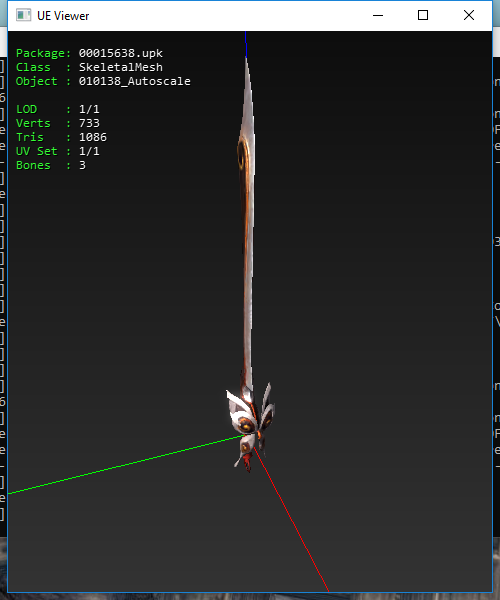 UE Viewer
Package: 00015638.upk
Class  : SkeletalMesh
Object : 010138_Autoscale
LOD    : 1/1
Verts  : 733
Tris   : 1086
UV Set : 1/1
Bones  : 3